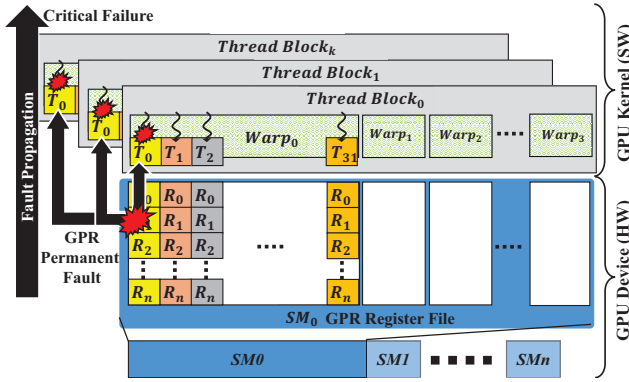 Critical Failure
Thread Block_k
Thread Block_1
Thread Block_0
T_0
T_0
T_0 T_1 T_2 Warp_0 T_31 Warp_1 Warp_2 Warp_3
Fault Propagation
GPU Kernel (SW)
GPR
Permanent
Fault
R_0 R_0 R_0
R_1 R_1 R_1
R_2 R_2 R_2 R_2
R_n R_n R_n R_n
SM_0 GPR Register File
GPU Device (HW)
SM0 SM1 SMn